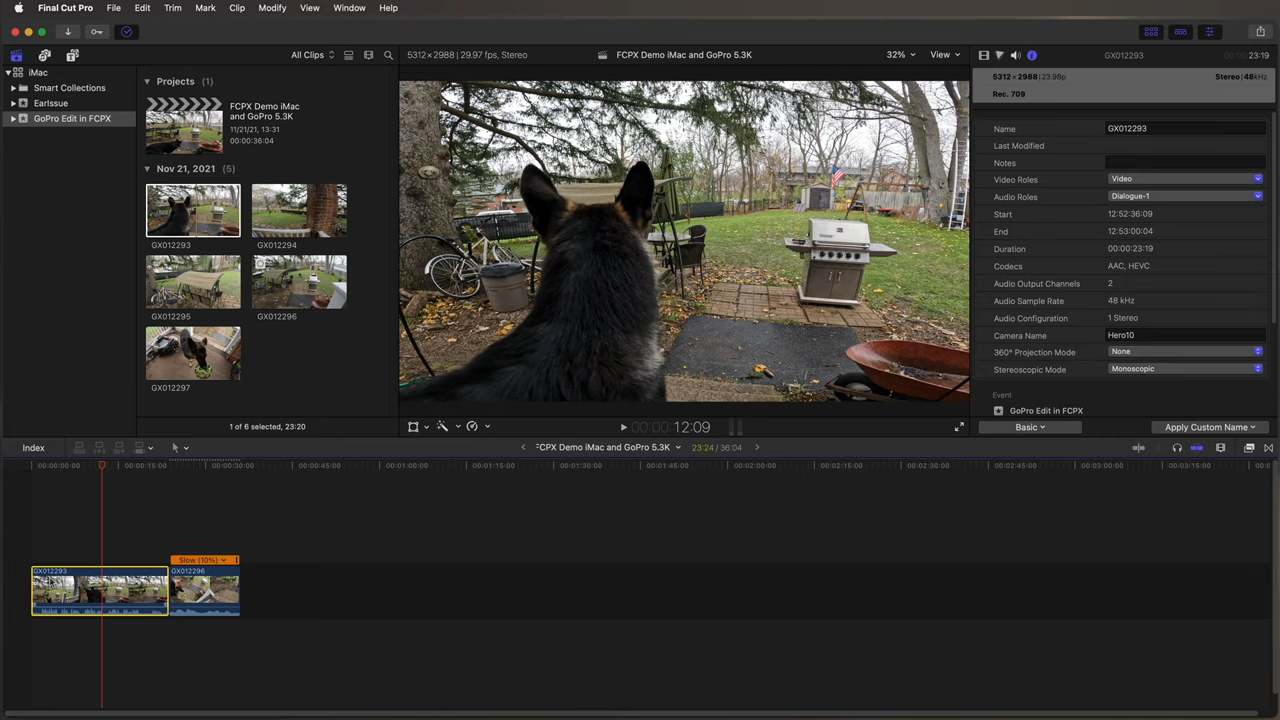 Final Cut Pro File Edit Trim Mark Clip Modify View Window Help
All Clips
5312 × 2988 | 29.97 fps, Stereo
FCPX Demo iMac and GoPro 5.3K
32%
View
GX012293
23:19
iMac
Smart Collections
EarIssue
GoPro Edit in FCPX
Projects (1)
FCPX Demo iMac
and GoPro 5.3K
11/21/21, 13:31
00:00:36:04
Nov 21, 2021 (5)
GX012293
GX012294
GX012295
GX012296
GX012297
1 of 6 selected, 23:20
00:00:00 12:09
5312 × 2988 | 23.98p
Stereo | 48kHz
Rec. 709
Name GX012293
Last Modified
Notes
Video Roles Video
Audio Roles Dialogue-1
Start 12:52:36:09
End 12:53:00:04
Duration 00:00:23:19
Codecs AAC, HEVC
Audio Output Channels 2
Audio Sample Rate 48 kHz
Audio Configuration 1 Stereo
Camera Name Hero10
360° Projection Mode None
Stereoscopic Mode Monoscopic
Event
GoPro Edit in FCPX
Basic
Apply Custom Name
Index
FCPX Demo iMac and GoPro 5.3K
23:24 / 36:04
00:00:00:00 00:00:15:00 00:00:30:00 00:00:45:00 00:01:00:00 00:01:15:00 00:01:30:00 00:01:45:00 00:02:00:00 00:02:15:00 00:02:30:00 00:02:45:00 00:03:00:00 00:03:15:00
Slow (10%)
GX012293
GX012296